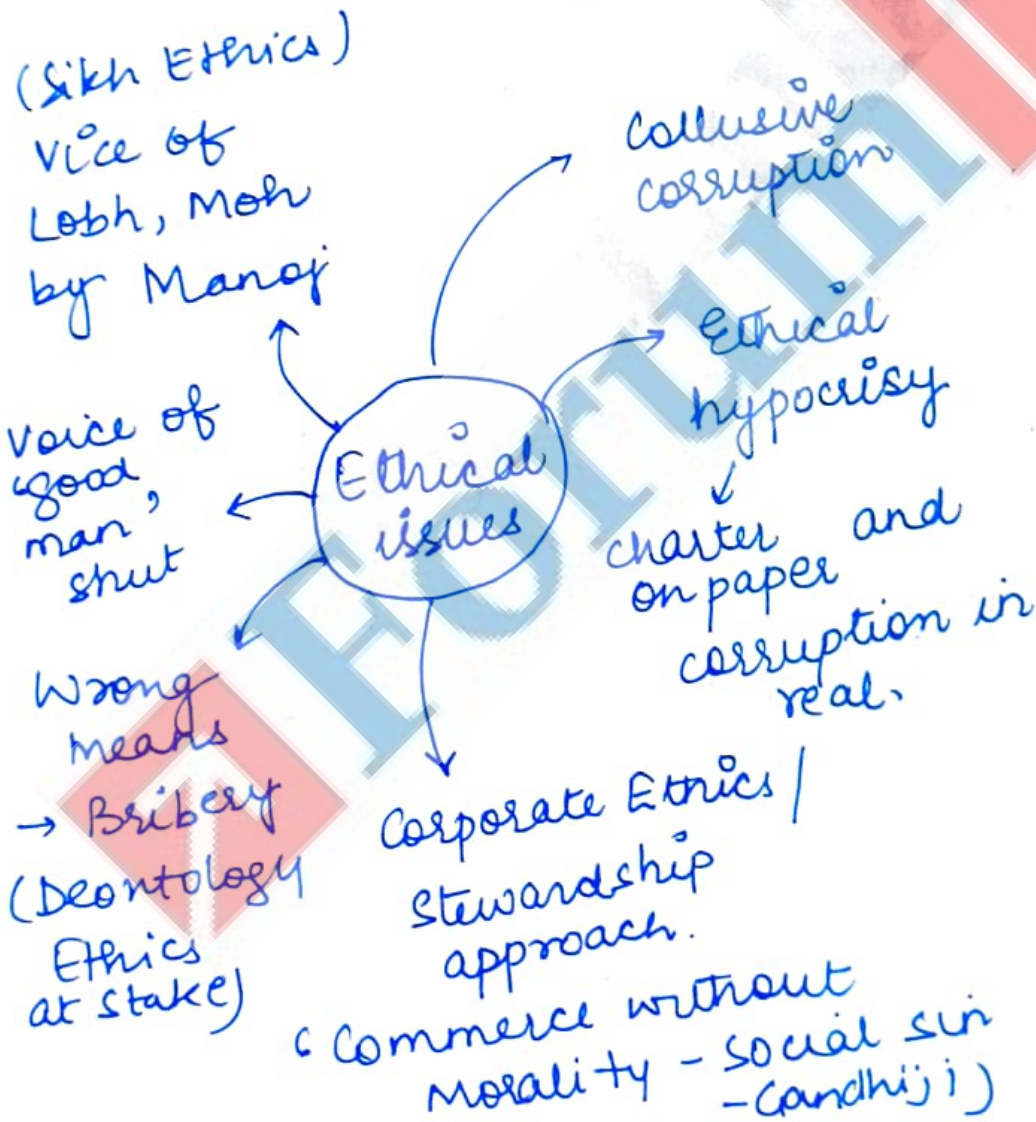 (Sikh Ethics)
Vice of
Lobh, Moh
by Manoj
Collusive
corruption
Ethical
hypocrisy
charter and
on paper
corruption in
real.
Ethical
issues
Voice of
'good
man'
shut
Wrong
means
→ Bribery
(Deontology
Ethics
at stake)
Corporate Ethics/
Stewardship
approach.
'Commerce without
Morality - social sin
- Gandhiji)
Forum